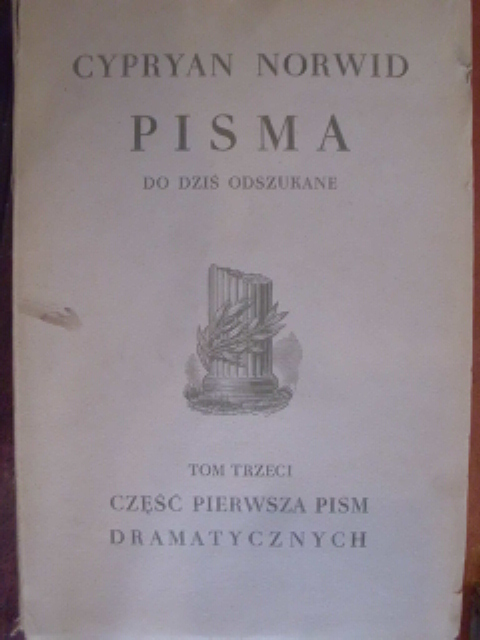 CYPRYAN NORWID
PISMA
DO DZIŚ ODSZUKANE
TOM TRZECI
CZĘŚĆ PIERWSZA PISM
DRAMATYCZNYCH